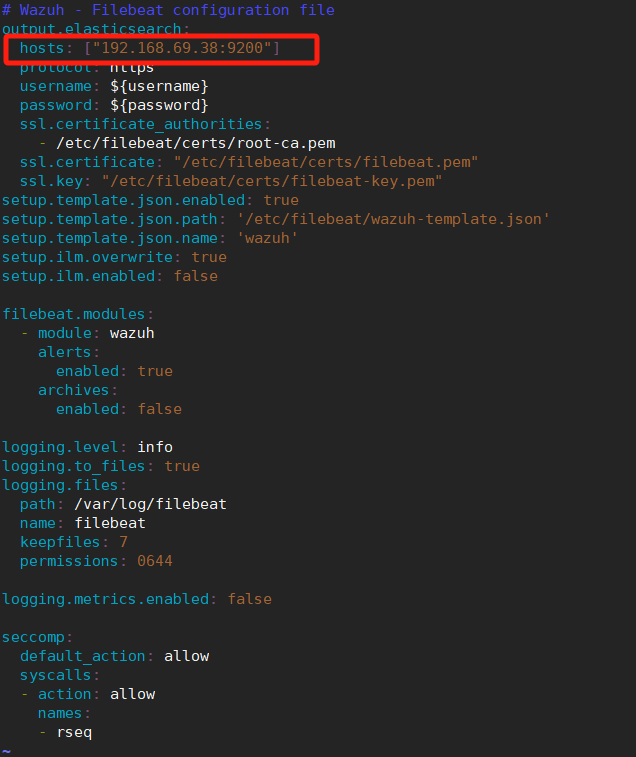 # Wazuh - Filebeat configuration file
output.elasticsearch:
  hosts: ["192.168.69.38:9200"]
  protocol: https
  username: ${username}
  password: ${password}
  ssl.certificate_authorities:
    - /etc/filebeat/certs/root-ca.pem
  ssl.certificate: "/etc/filebeat/certs/filebeat.pem"
  ssl.key: "/etc/filebeat/certs/filebeat-key.pem"
setup.template.json.enabled: true
setup.template.json.path: '/etc/filebeat/wazuh-template.json'
setup.template.json.name: 'wazuh'
setup.ilm.overwrite: true
setup.ilm.enabled: false

filebeat.modules:
  - module: wazuh
    alerts:
      enabled: true
    archives:
      enabled: false

logging.level: info
logging.to_files: true
logging.files:
  path: /var/log/filebeat
  name: filebeat
  keepfiles: 7
  permissions: 0644

logging.metrics.enabled: false

seccomp:
  default_action: allow
  syscalls:
  - action: allow
    names:
    - rseq
~